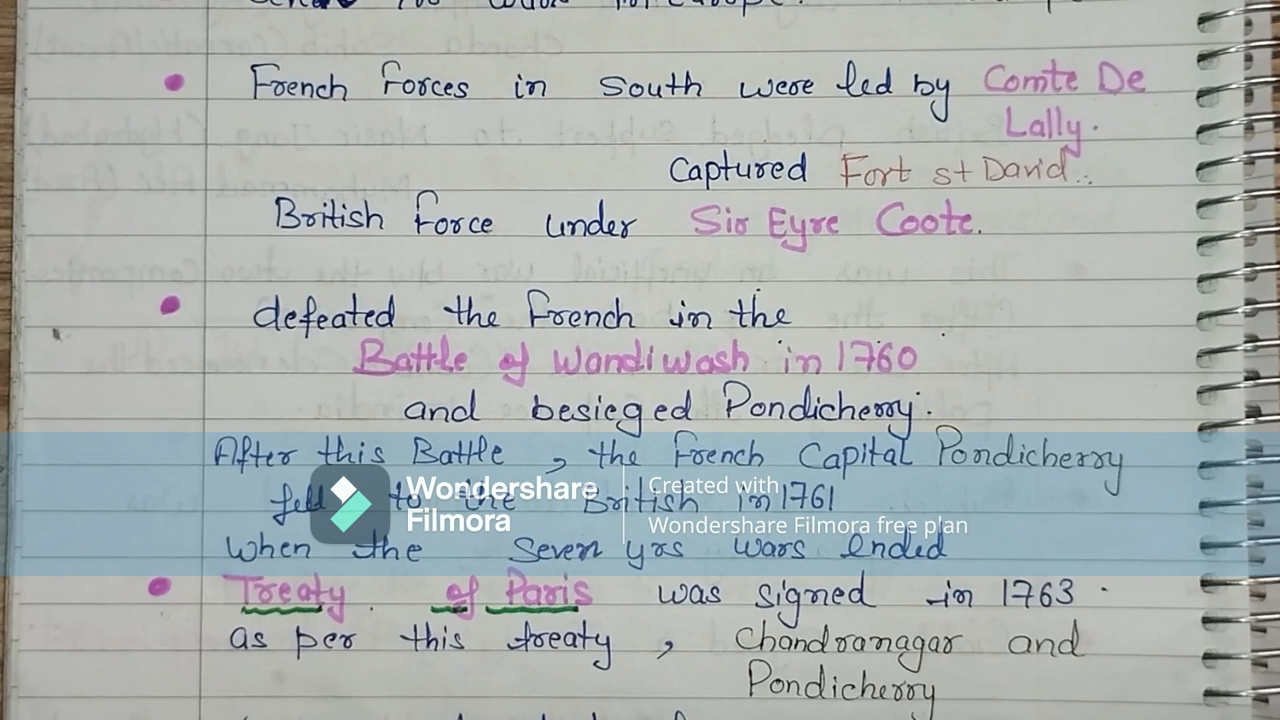 French Forces in South were led by Comte De
Lally.
Captured Fort St David..
British Force under Sir Eyre Coote.
defeated the French in the
Battle of Wandiwash in 1760
and besieged Pondicherry.
After this Battle, the French Capital Pondicherry
fell to the British in 1761
when the Seven yrs wars ended
Treaty of Paris was signed in 1763.
as per this treaty, Chandranagar and
Pondicherry
Wondershare
Filmora
Created with
Wondershare Filmora free plan